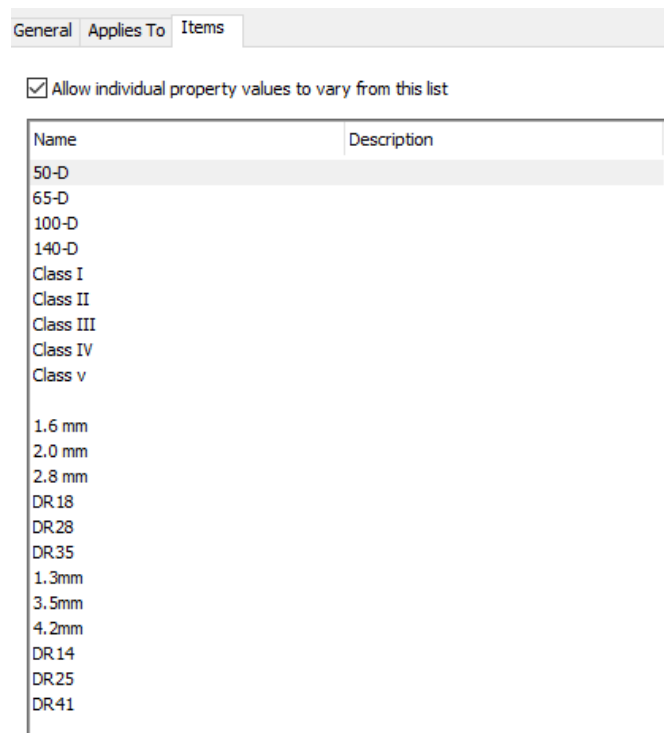 General Applies To Items
Allow individual property values to vary from this list
Name Description
50-D
65-D
100-D
140-D
Class I
Class II
Class III
Class IV
Class v
1.6 mm
2.0 mm
2.8 mm
DR18
DR28
DR35
1.3mm
3.5mm
4.2mm
DR14
DR25
DR41